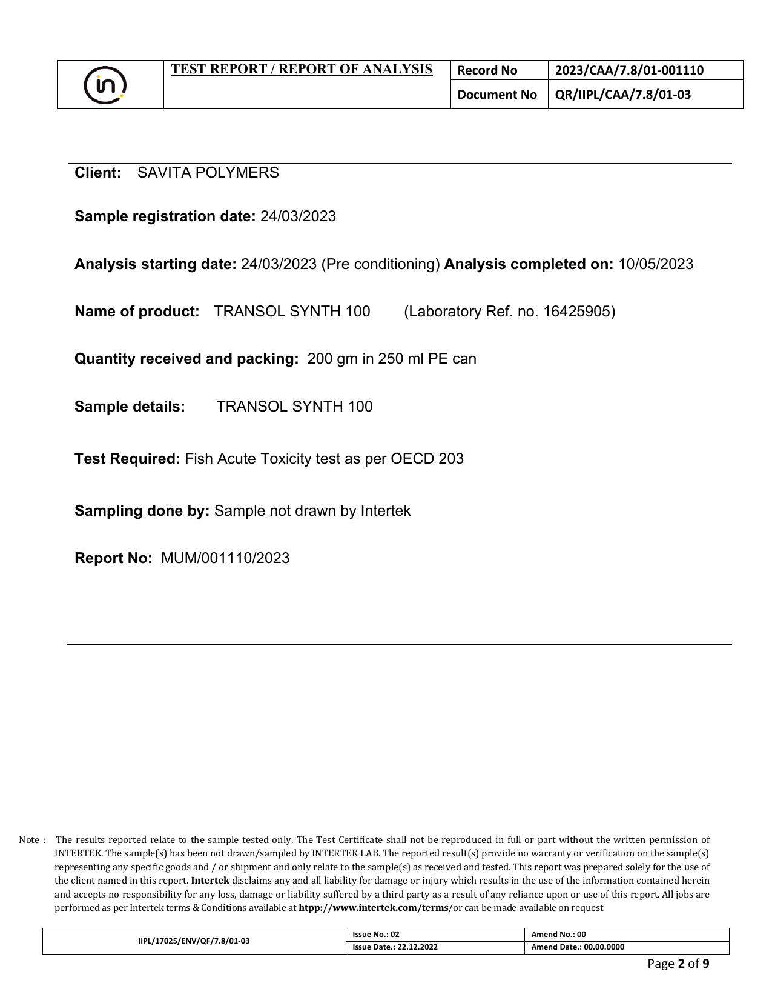 in
TEST REPORT / REPORT OF ANALYSIS
Record No 2023/CAA/7.8/01-001110
Document No QR/IIPL/CAA/7.8/01-03
Client: SAVITA POLYMERS
Sample registration date: 24/03/2023
Analysis starting date: 24/03/2023 (Pre conditioning) Analysis completed on: 10/05/2023
Name of product: TRANSOL SYNTH 100 (Laboratory Ref. no. 16425905)
Quantity received and packing: 200 gm in 250 ml PE can
Sample details: TRANSOL SYNTH 100
Test Required: Fish Acute Toxicity test as per OECD 203
Sampling done by: Sample not drawn by Intertek
Report No: MUM/001110/2023
Note : The results reported relate to the sample tested only. The Test Certificate shall not be reproduced in full or part without the written permission of
INTERTEK. The sample(s) has been not drawn/sampled by INTERTEK LAB. The reported result(s) provide no warranty or verification on the sample(s)
representing any specific goods and / or shipment and only relate to the sample(s) as received and tested. This report was prepared solely for the use of
the client named in this report. Intertek disclaims any and all liability for damage or injury which results in the use of the information contained herein
and accepts no responsibility for any loss, damage or liability suffered by a third party as a result of any reliance upon or use of this report. All jobs are
performed as per Intertek terms & Conditions available at htpp://www.intertek.com/terms/or can be made available on request
IIPL/17025/ENV/QF/7.8/01-03
Issue No.: 02 Amend No.: 00
Issue Date.: 22.12.2022 Amend Date.: 00.00.0000
Page 2 of 9